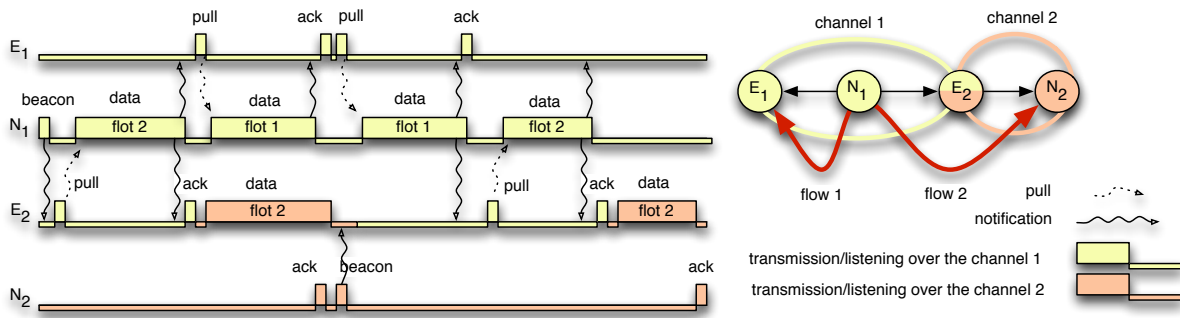 pull
ack
pull
ack
E1
beacon
data
data
data
data
N1
flot 2
flot 1
flot 1
flot 2
pull
ack
data
pull
ack
data
E2
flot 2
flot 2
ack
beacon
ack
N2
channel 1
channel 2
E1
N1
E2
N2
flow 1
flow 2
pull
notification
transmission/listening over the channel 1
transmission/listening over the channel 2